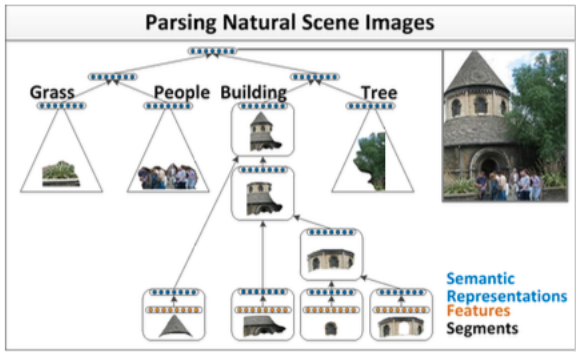 Parsing Natural Scene Images
Grass People Building Tree
Semantic
Representations
Features
Segments